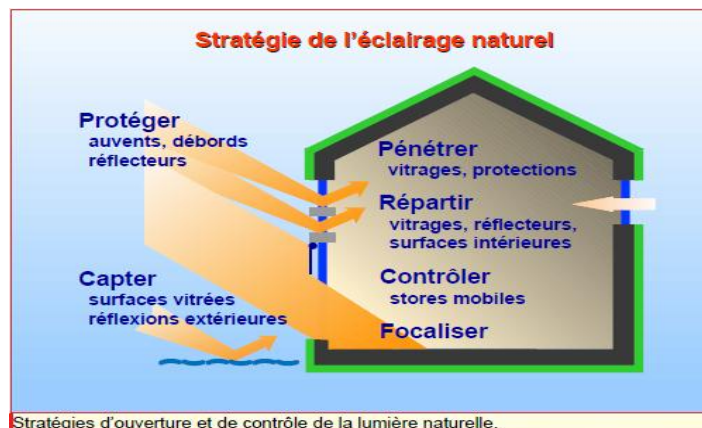 Stratégie de l'éclairage naturel
Protéger
auvents, débords
réflecteurs
Capter
surfaces vitrées
réflexions extérieures
Pénétrer
vitrages, protections
Répartir
vitrages, réflecteurs,
surfaces intérieures
Contrôler
stores mobiles
Focaliser
Stratégies d'ouverture et de contrôle de la lumière naturelle.